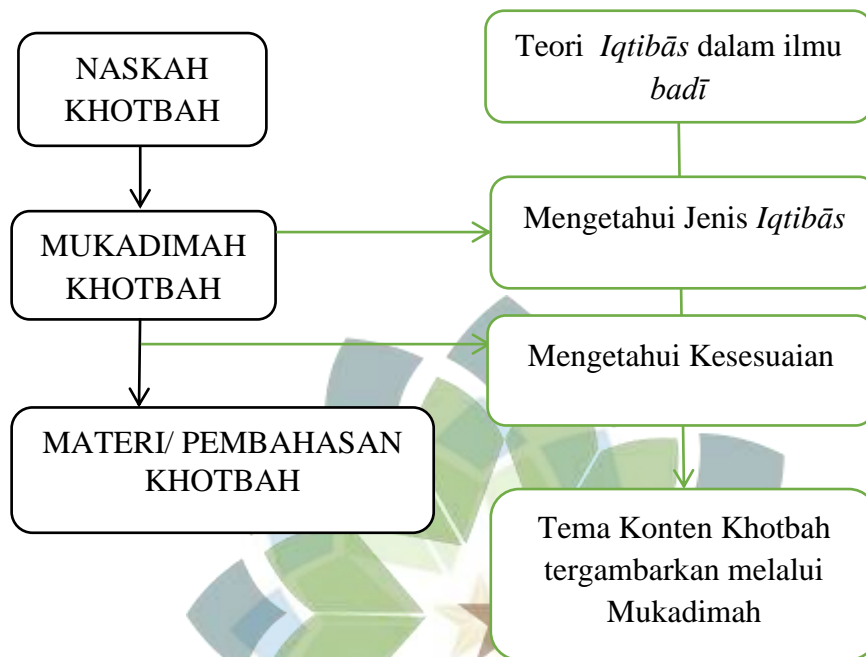 NASKAH
KHOTBAH
MUKADIMAH
KHOTBAH
MATERI/ PEMBAHASAN
KHOTBAH
Teori Iqtibās dalam ilmu
badī
Mengetahui Jenis Iqtibās
Mengetahui Kesesuaian
Tema Konten Khotbah
tergambarkan melalui
Mukadimah